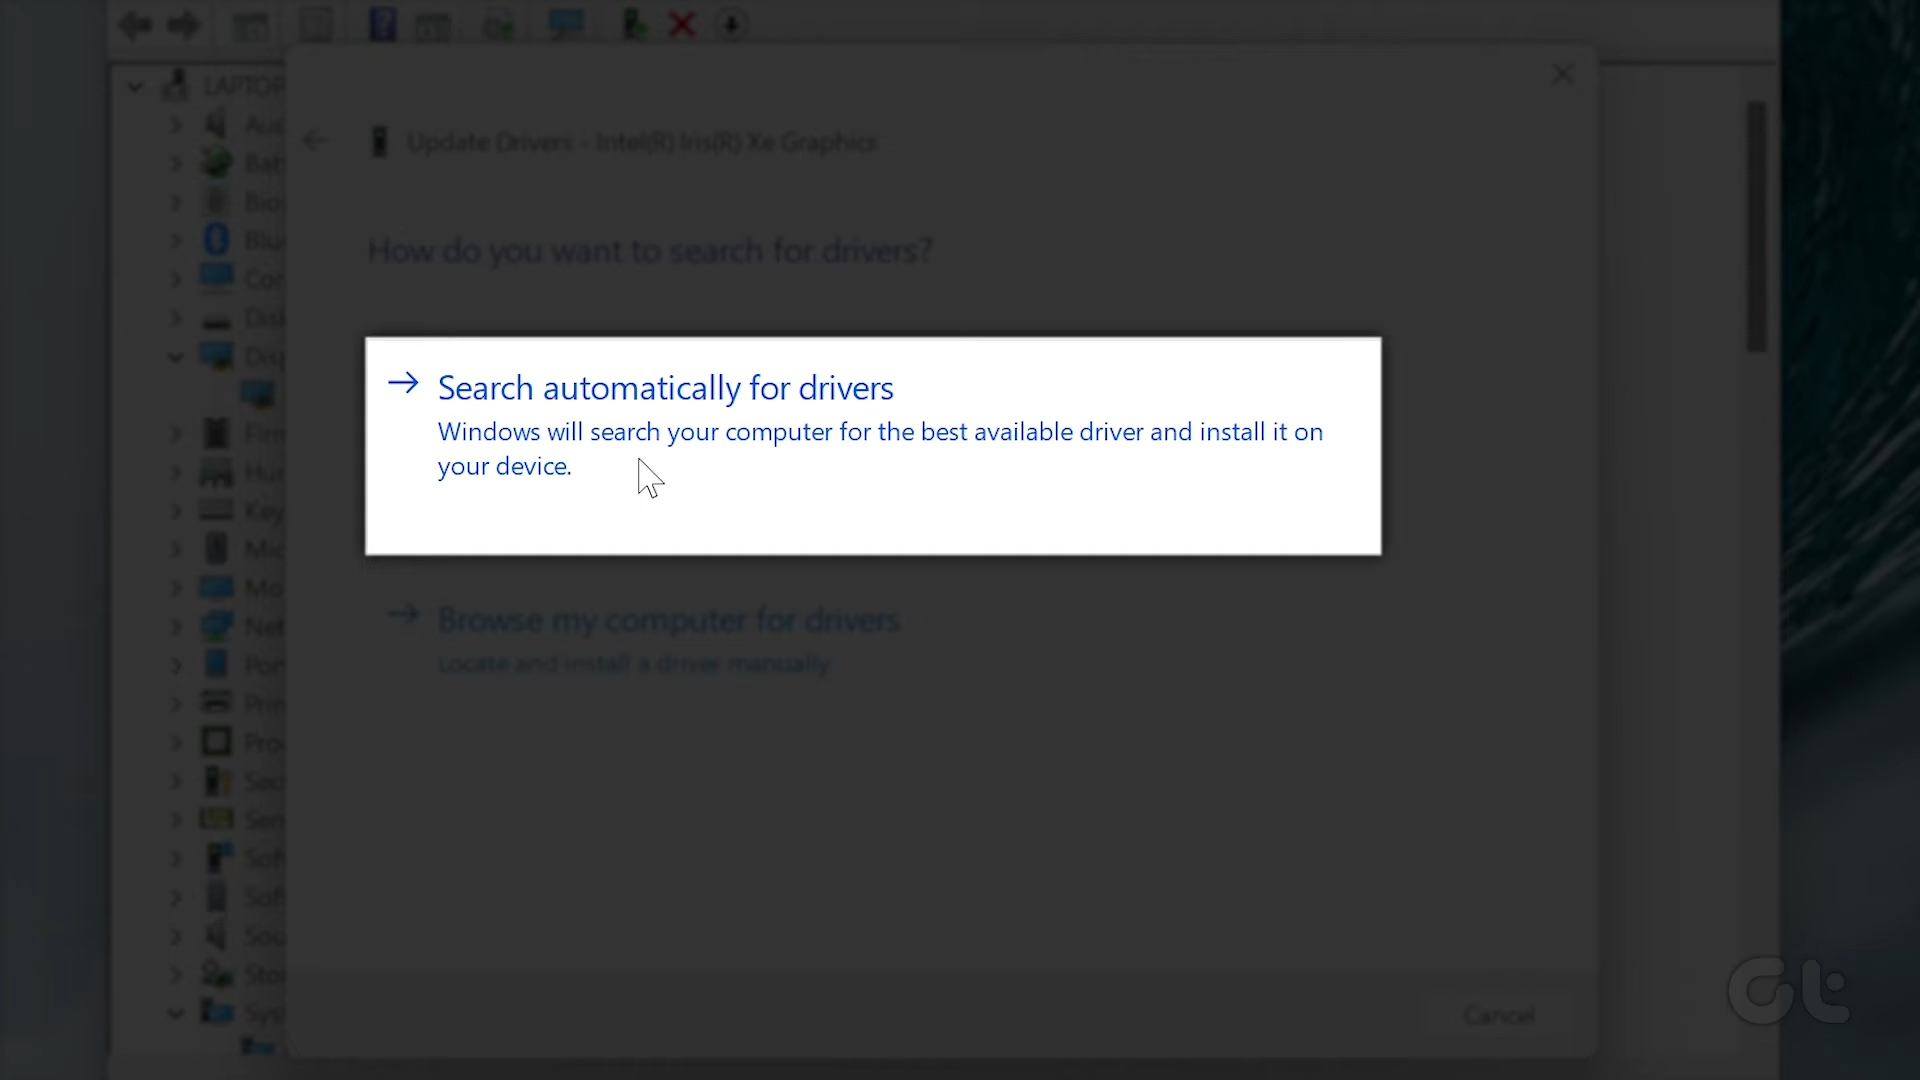 LAPTOP
Update Drivers - Intel(R) Iris(R) Xe Graphics
How do you want to search for drivers?
Search automatically for drivers
Windows will search your computer for the best available driver and install it on
your device.
Browse my computer for drivers
Locate and install a driver manually
Cancel
Gt